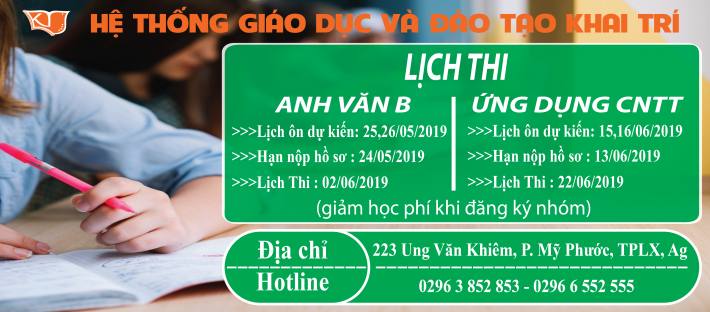 HỆ THỐNG GIÁO DỤC VÀ ĐÀO TẠO KHAI TRÍ
LỊCH THI
ANH VĂN B
>>>Lịch ôn dự kiến: 25,26/05/2019
>>>Hạn nộp hồ sơ : 24/05/2019
>>>Lịch Thi : 02/06/2019
ỨNG DỤNG CNTT
>>>Lịch ôn dự kiến: 15,16/06/2019
>>>Hạn nộp hồ sơ : 13/06/2019
>>>Lịch Thi : 22/06/2019
(giảm học phí khi đăng ký nhóm)
Địa chỉ
223 Ung Văn Khiêm, P. Mỹ Phước, TPLX, Ag
Hotline
0296 3 852 853 - 0296 6 552 555